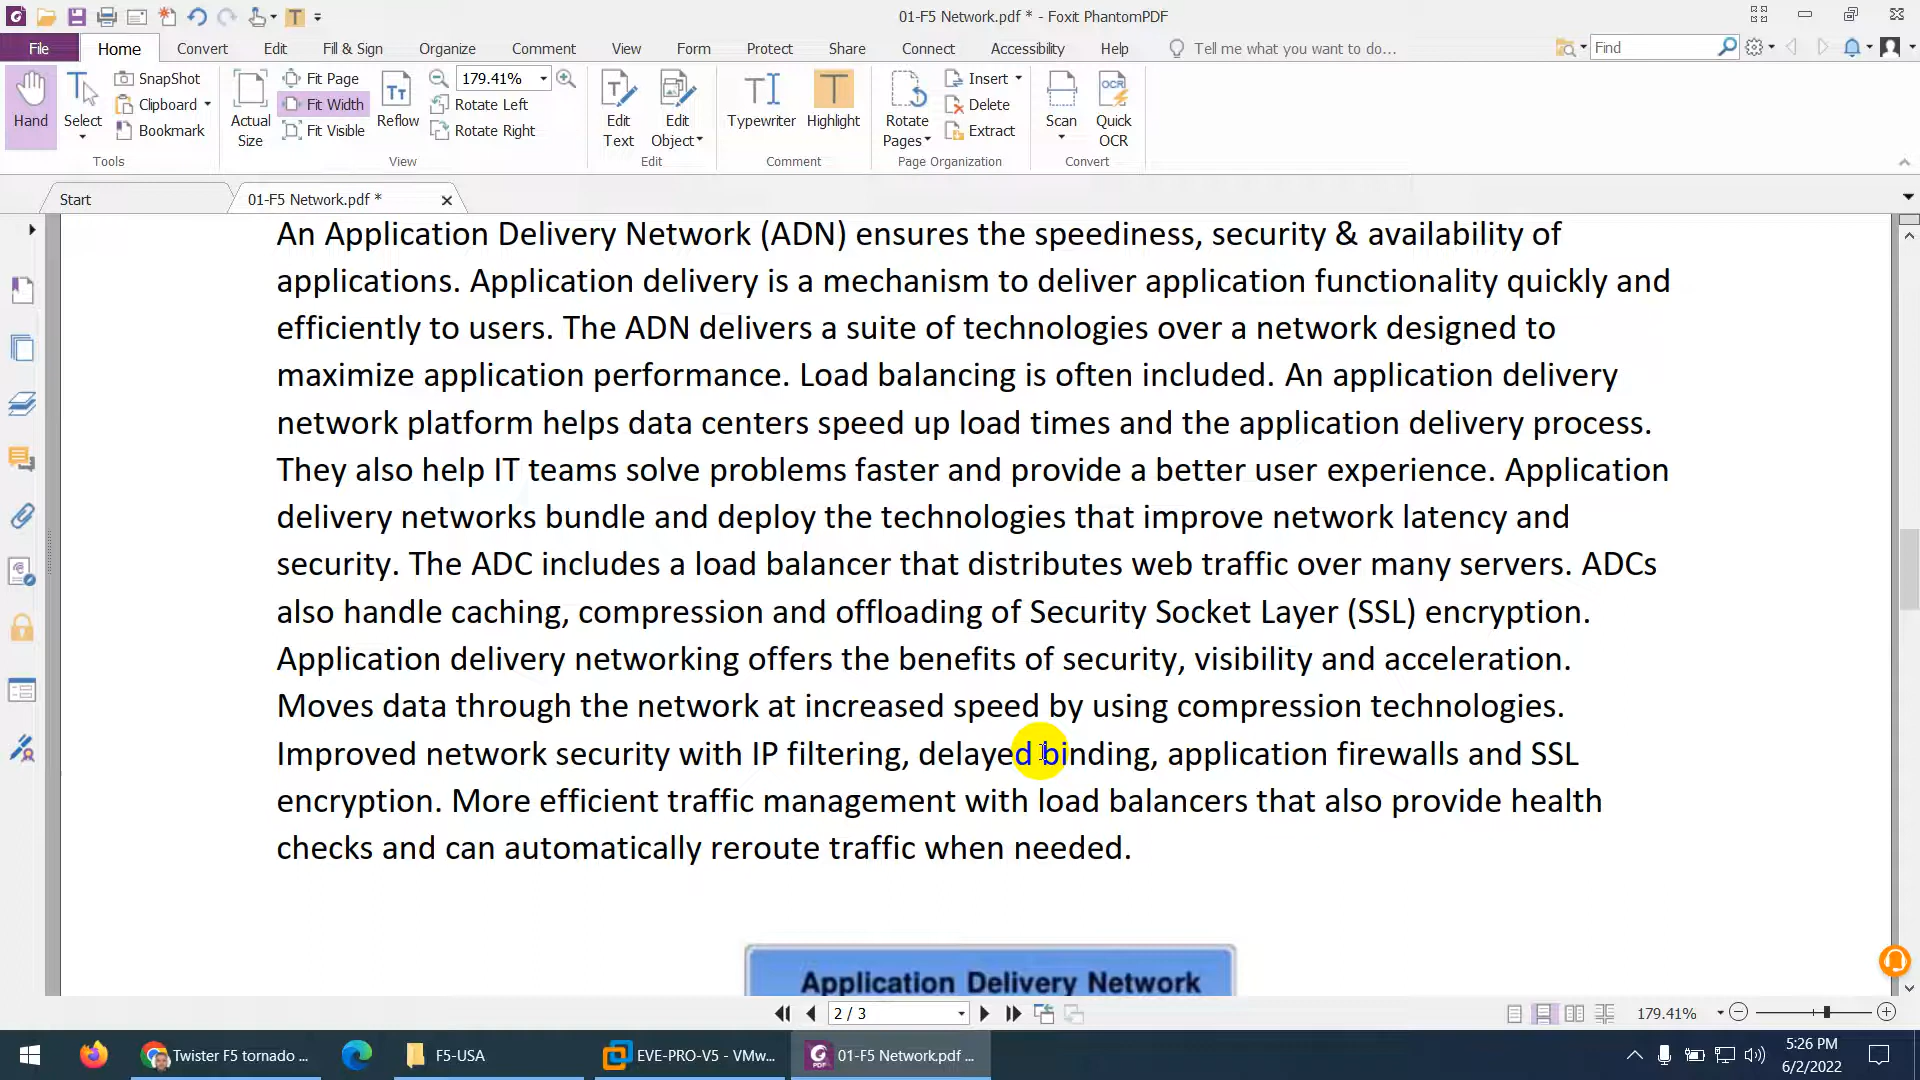 01-F5 Network.pdf * - Foxit PhantomPDF
File Home Convert Edit Fill & Sign Organize Comment View Form Protect Share Connect Accessibility Help Tell me what you want to do... Find
Hand
Select
SnapShot
Clipboard
Bookmark
Tools
Actual Size
Fit Page
Fit Width
Fit Visible
Reflow
179.41%
Rotate Left
Rotate Right
View
Edit Text
Edit Object
Edit
Typewriter
Highlight
Comment
Rotate Pages
Insert
Delete
Extract
Page Organization
Scan
OCR
Quick OCR
Convert
Start
01-F5 Network.pdf *
An Application Delivery Network (ADN) ensures the speediness, security & availability of
applications. Application delivery is a mechanism to deliver application functionality quickly and
efficiently to users. The ADN delivers a suite of technologies over a network designed to
maximize application performance. Load balancing is often included. An application delivery
network platform helps data centers speed up load times and the application delivery process.
They also help IT teams solve problems faster and provide a better user experience. Application
delivery networks bundle and deploy the technologies that improve network latency and
security. The ADC includes a load balancer that distributes web traffic over many servers. ADCs
also handle caching, compression and offloading of Security Socket Layer (SSL) encryption.
Application delivery networking offers the benefits of security, visibility and acceleration.
Moves data through the network at increased speed by using compression technologies.
Improved network security with IP filtering, delayed binding, application firewalls and SSL
encryption. More efficient traffic management with load balancers that also provide health
checks and can automatically reroute traffic when needed.
Application Delivery Network
2 / 3
179.41%
Twister F5 tornado ...
F5-USA
EVE-PRO-V5 - VMw...
PDF
01-F5 Network.pdf ...
5:26 PM
6/2/2022